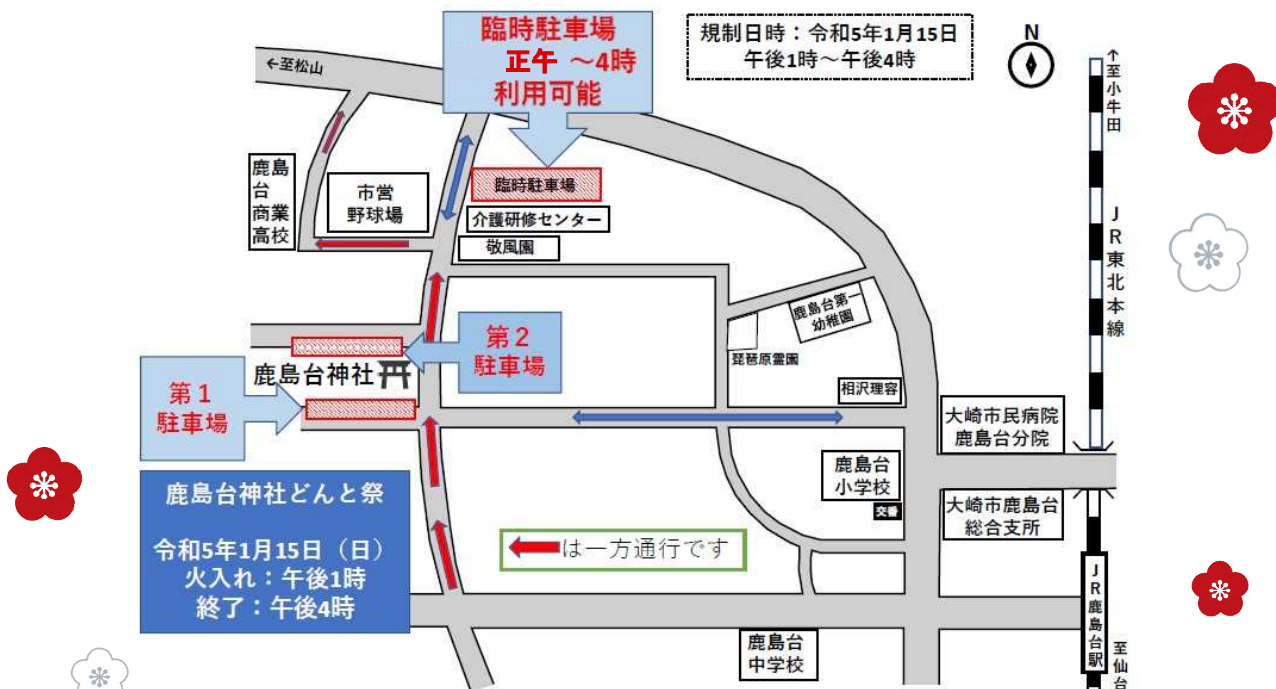 臨時駐車場
正午 ～4時
利用可能
規制日時：令和5年1月15日
午後1時～午後4時
N
←至松山
↑至小牛田
JR東北本線
鹿島
台
商業
高校
市営
野球場
臨時駐車場
介護研修センター
敬風園
鹿島台第一
幼稚園
琵琶原霊園
相沢理容
第２
駐車場
鹿島台神社
第１
駐車場
大崎市民病院
鹿島台分院
鹿島台
小学校
交番
大崎市鹿島台
総合支所
鹿島台神社どんと祭
令和5年1月15日（日）
火入れ：午後1時
終了：午後4時
は一方通行です
JR鹿島台駅
至仙台
鹿島台
中学校